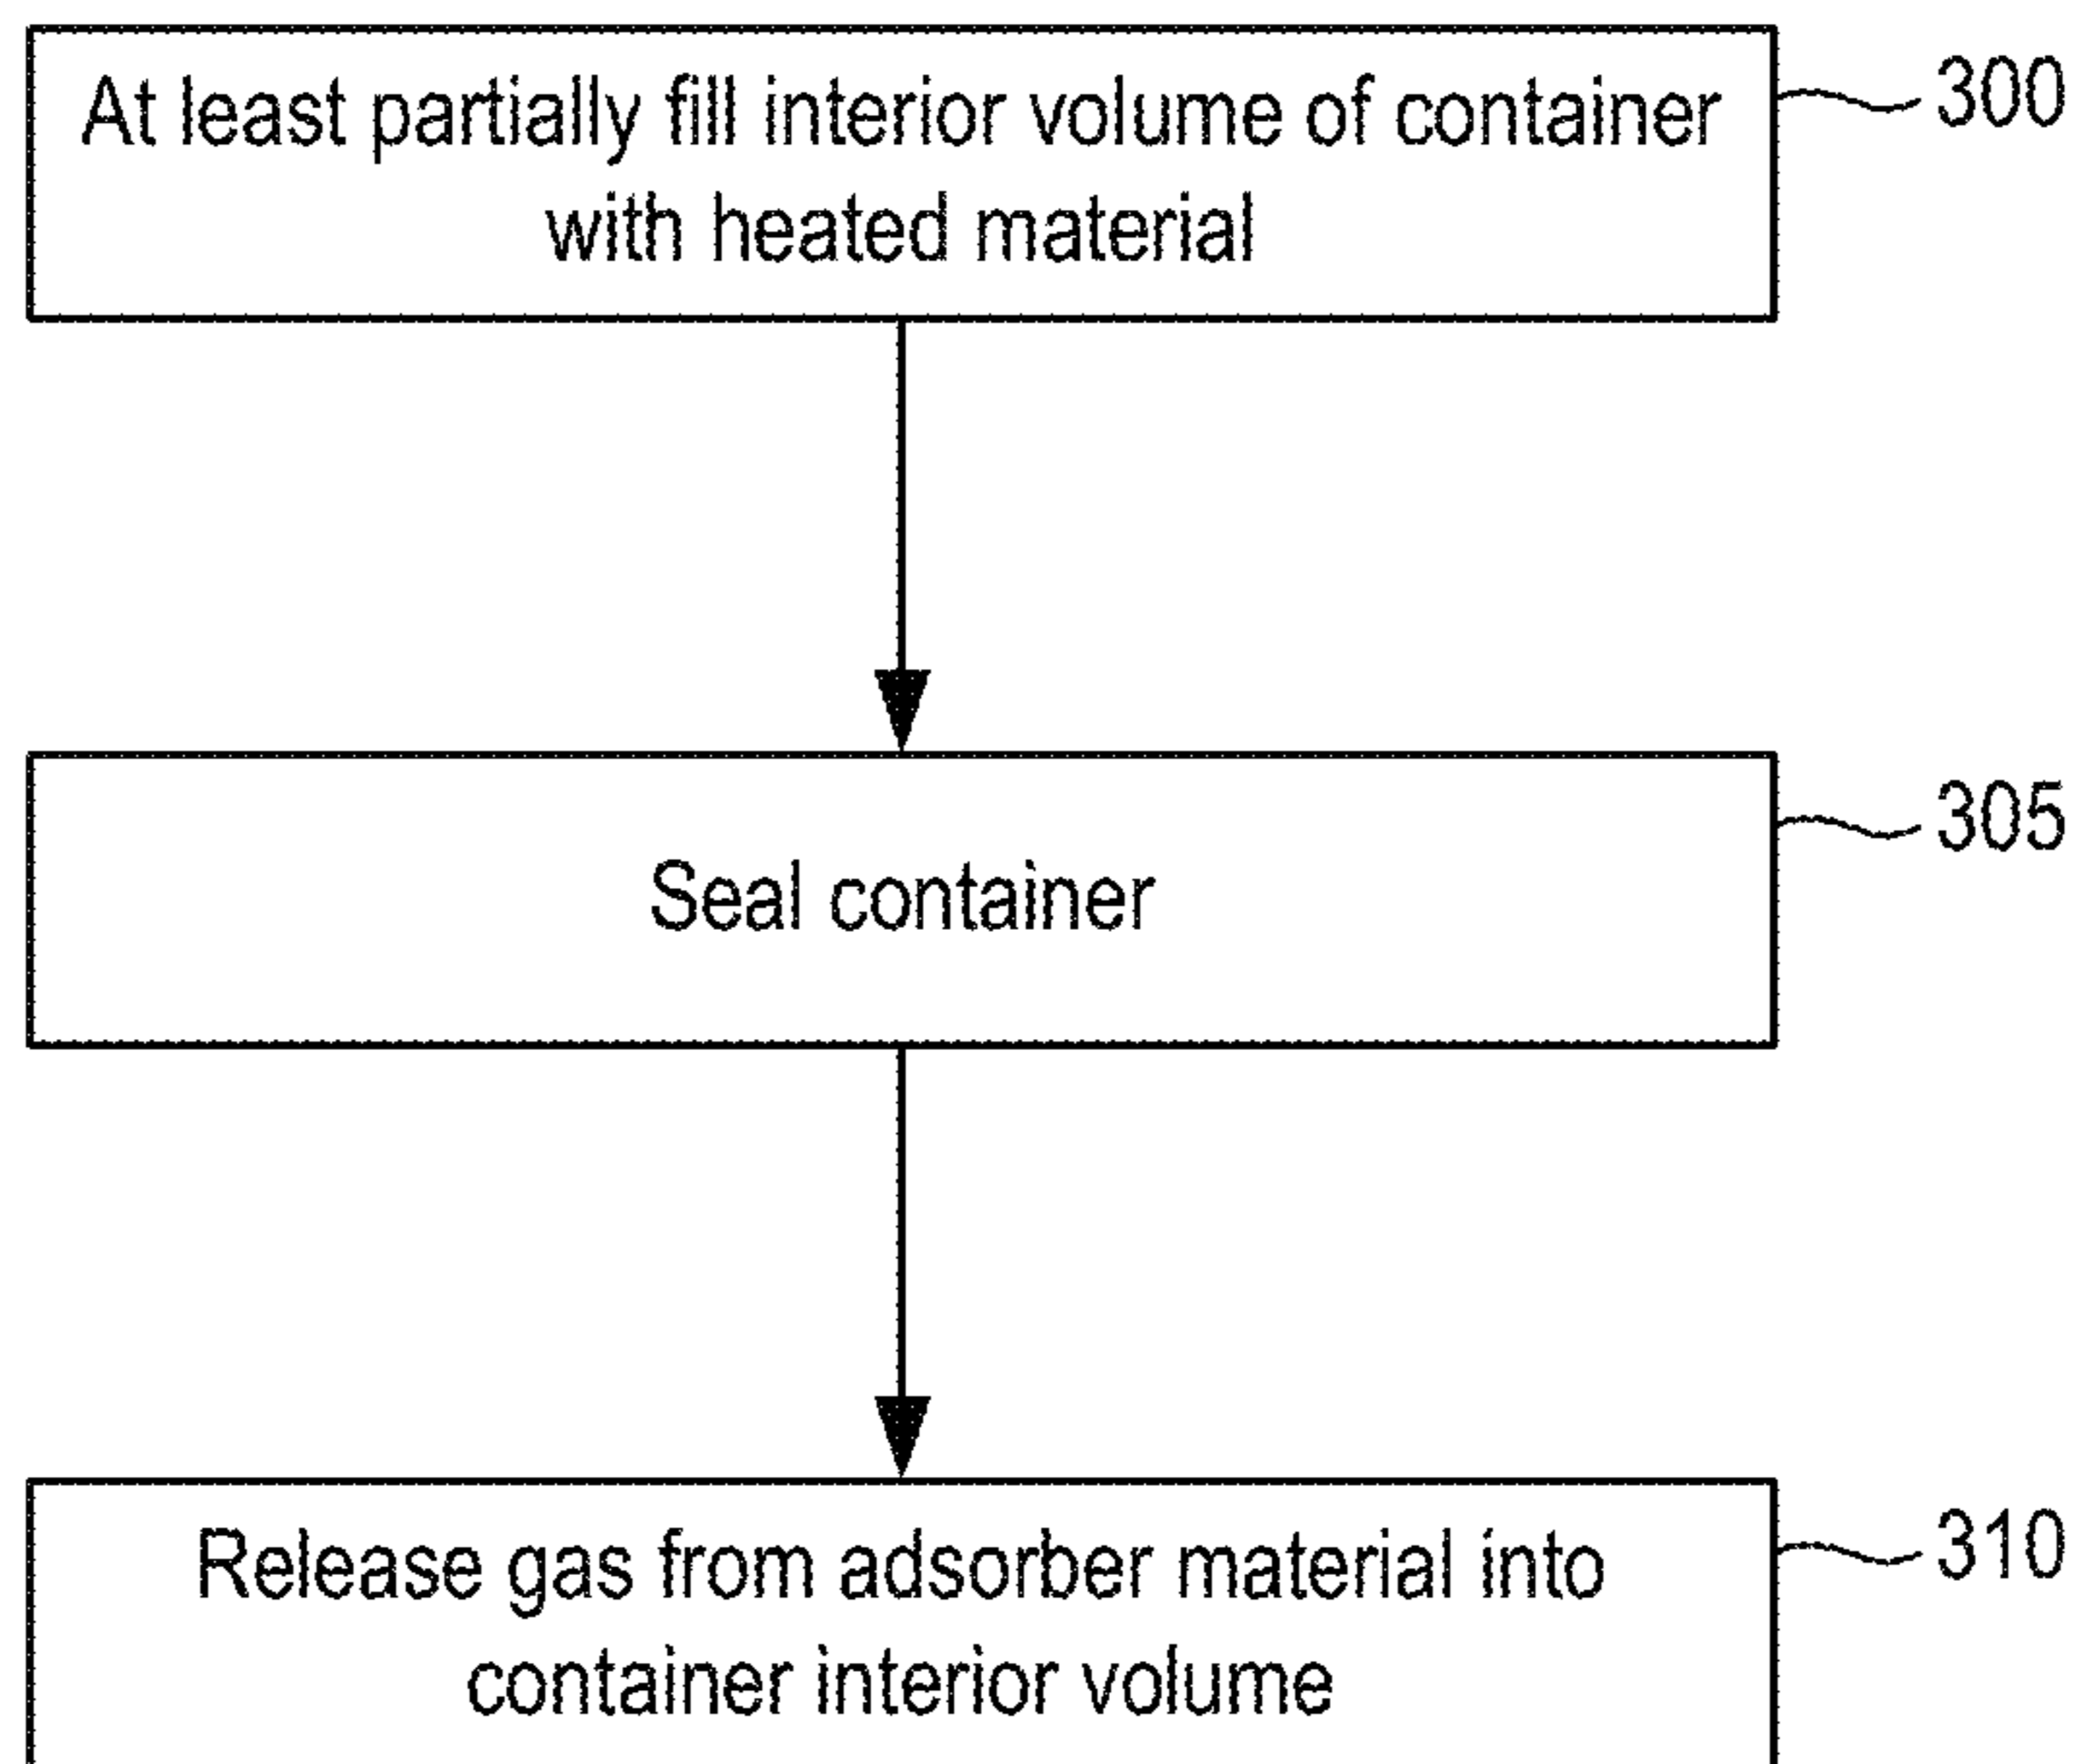 At least partially fill interior volume of container
with heated material
300
Seal container
305
Release gas from adsorber material into
container interior volume
310